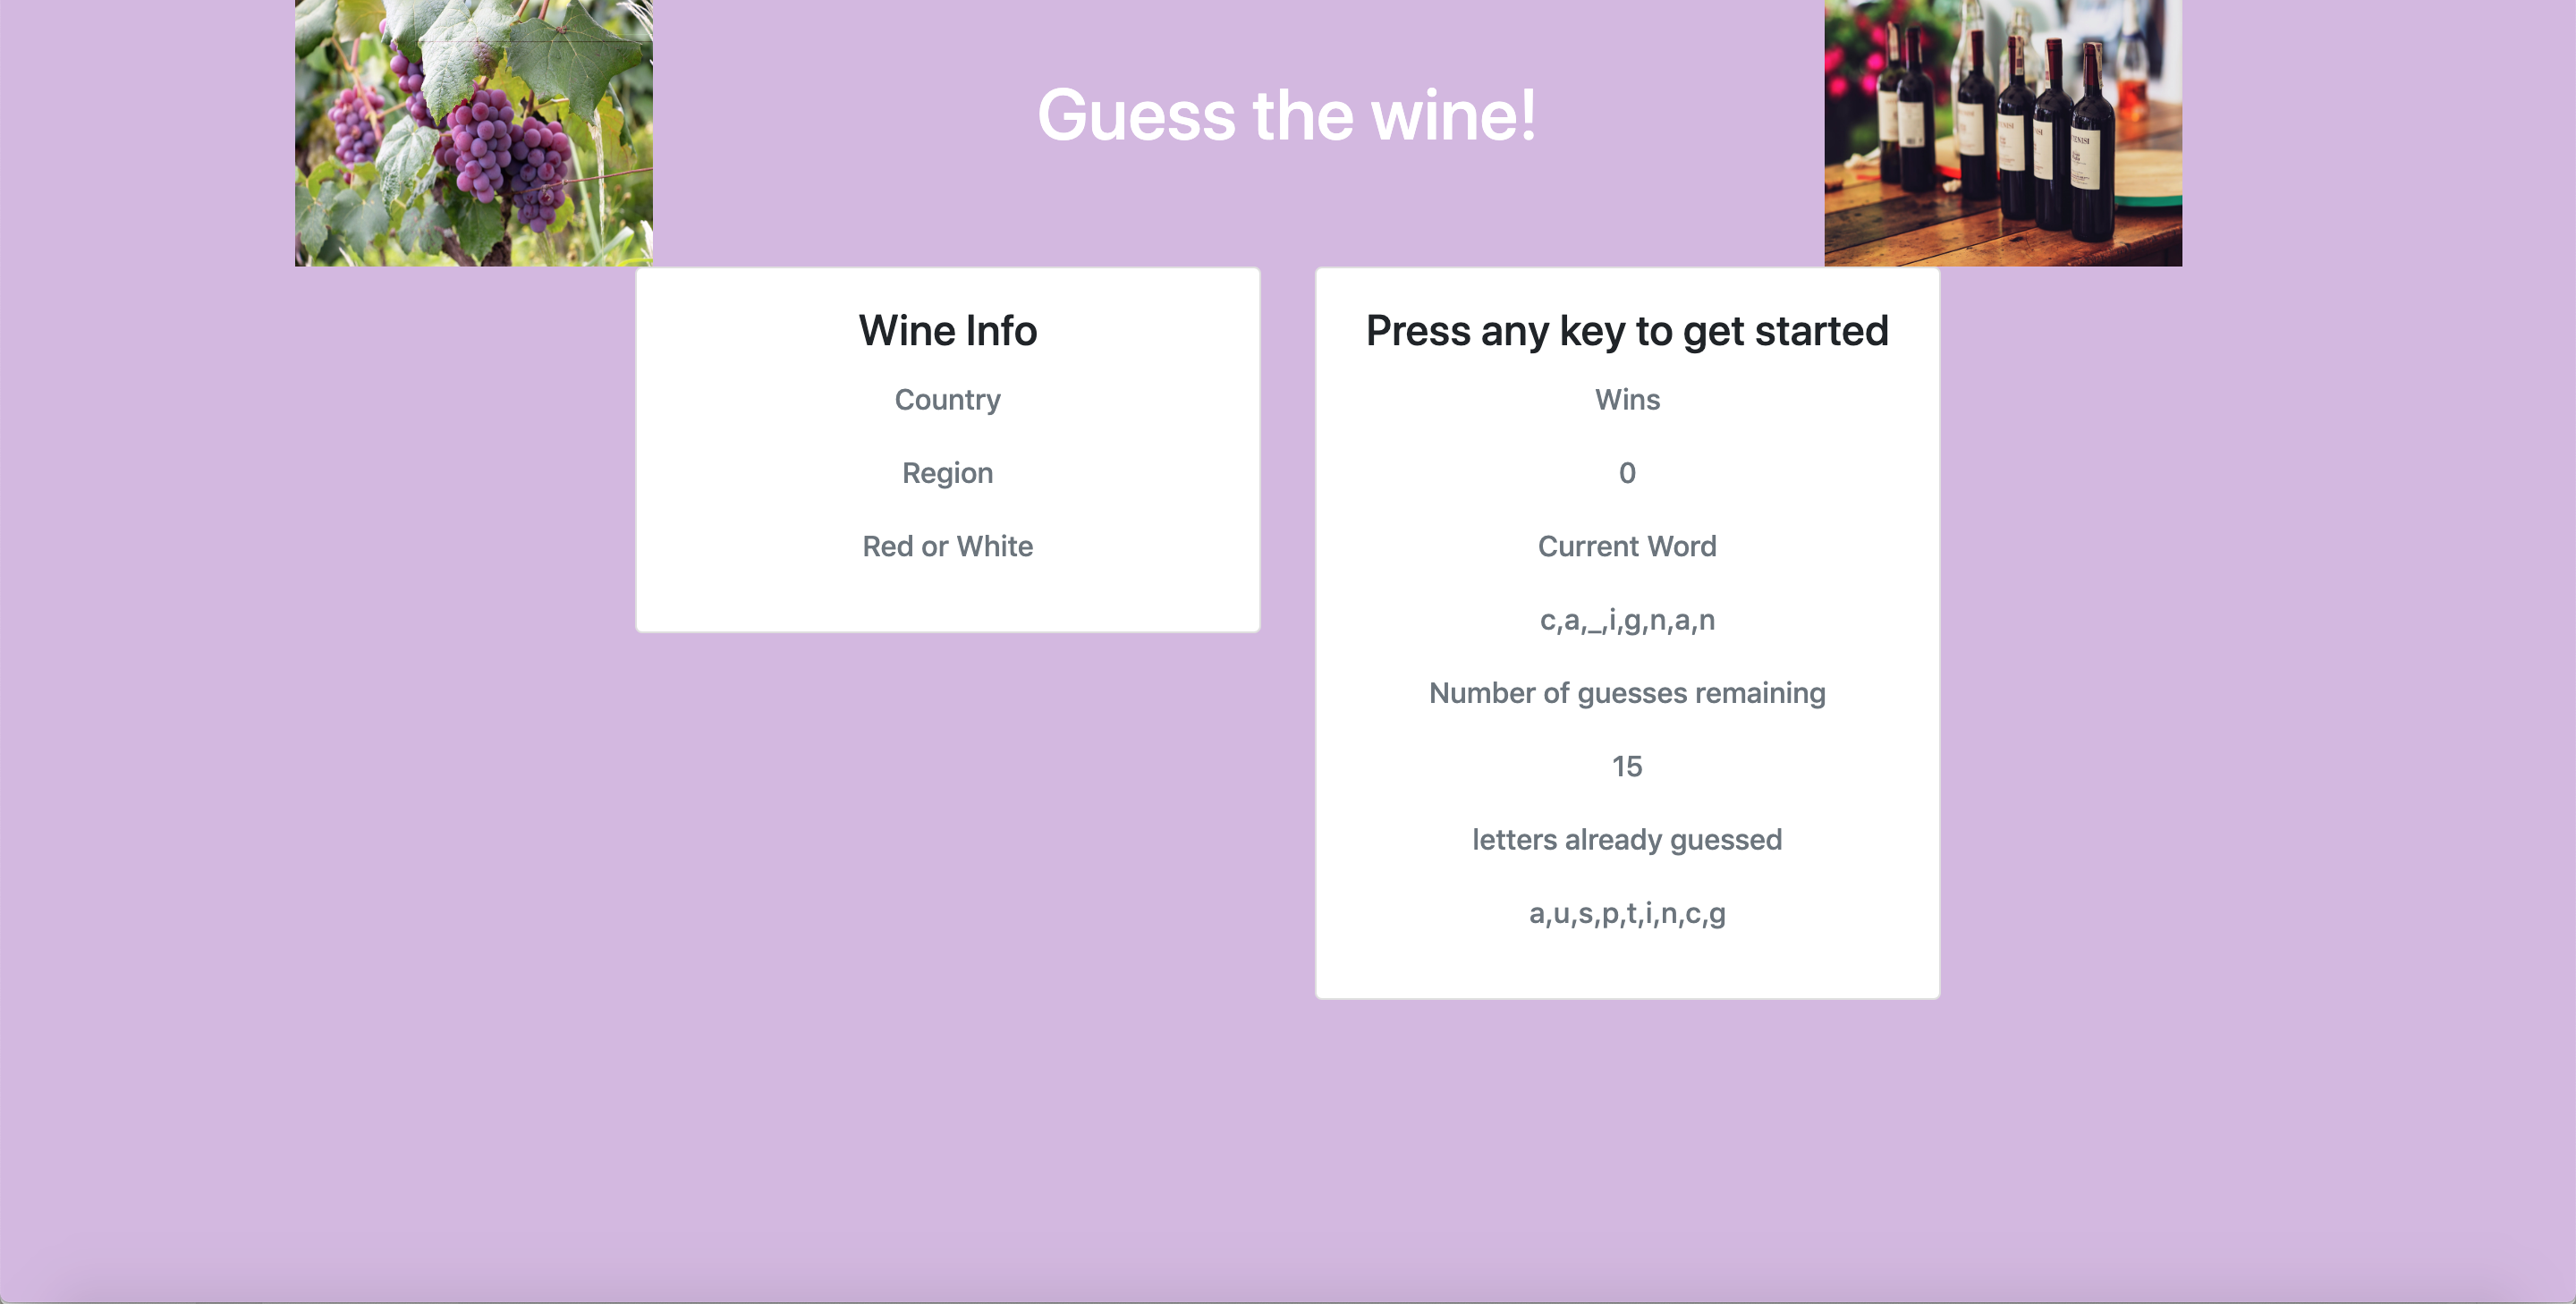 Guess the wine!
Wine Info
Country
Region
Red or White
Press any key to get started
Wins
0
Current Word
c,a,_,i,g,n,a,n
Number of guesses remaining
15
letters already guessed
a,u,s,p,t,i,n,c,g